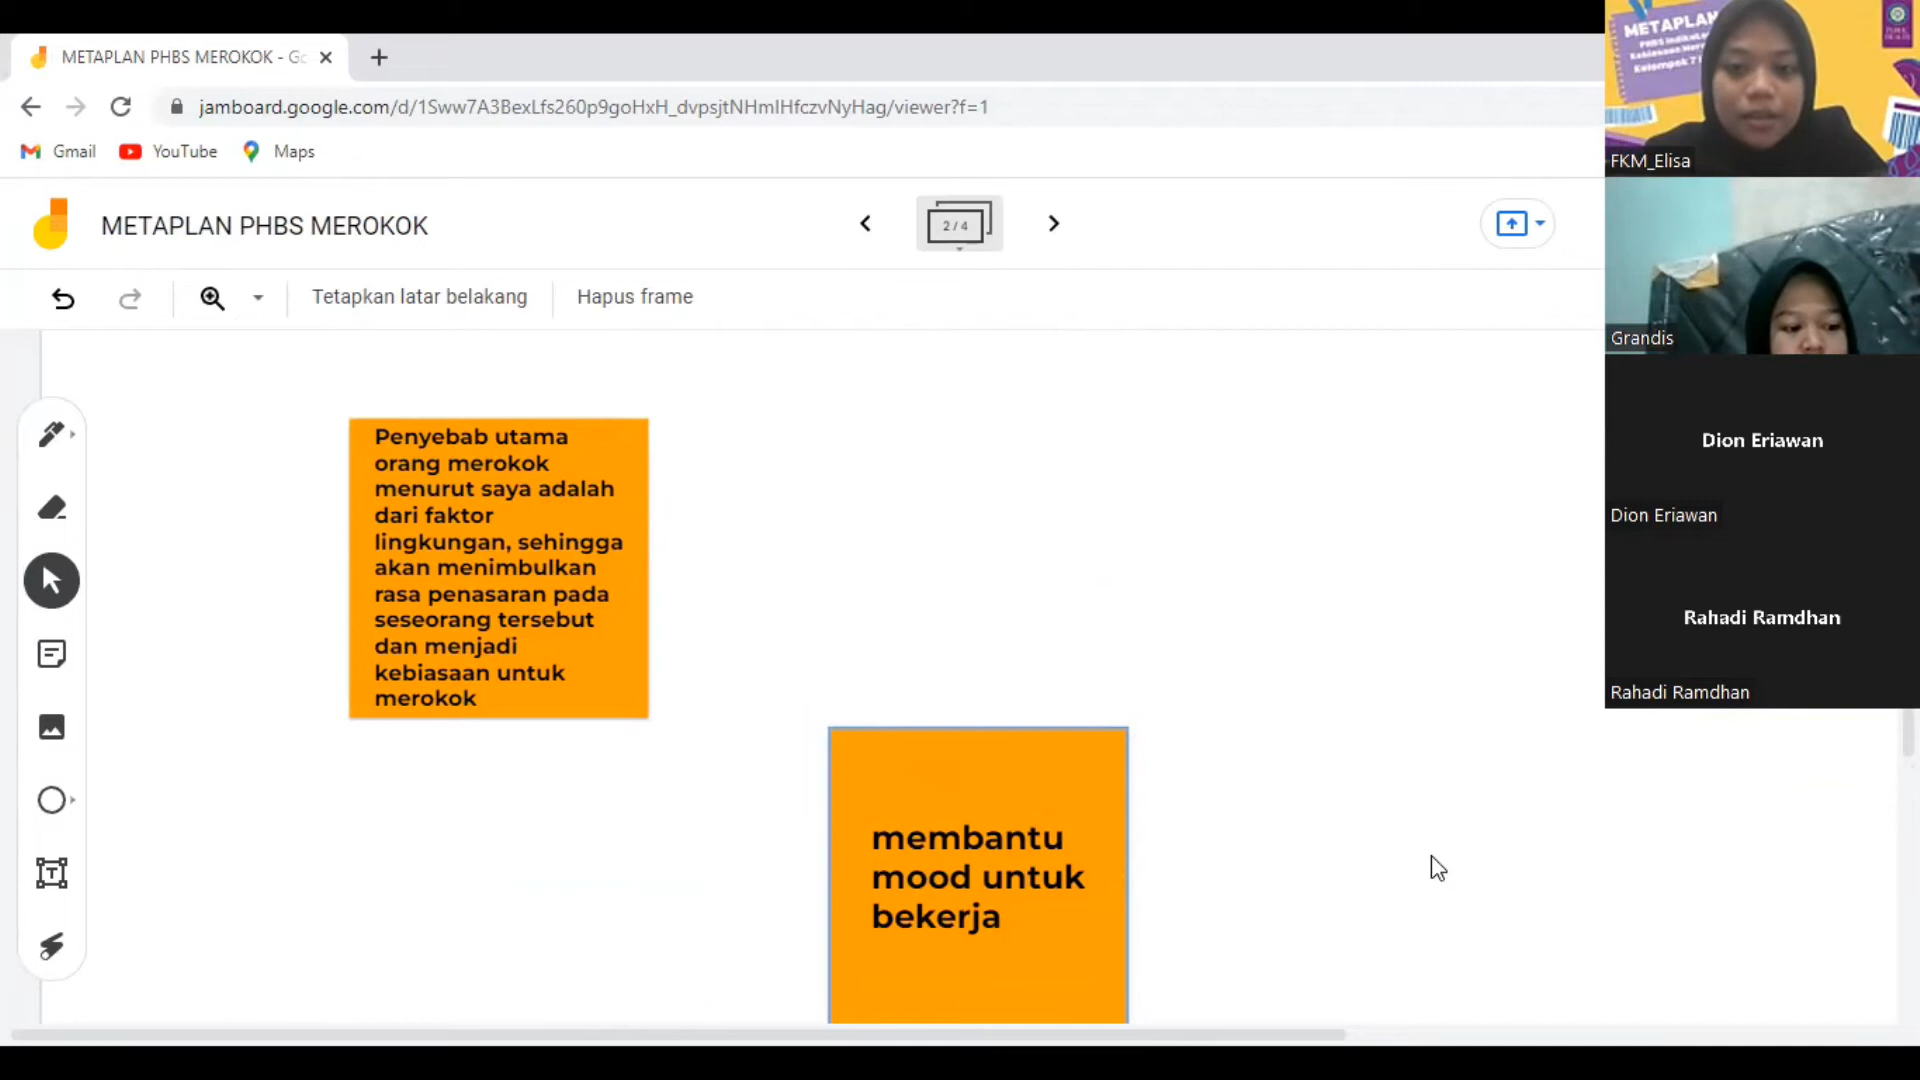 METAPLAN PHBS MEROKOK - Go
jamboard.google.com/d/1Sww7A3BexLfs260p9goHxH_dvpsjtNHmIHfczvNyHag/viewer?f=1
Gmail
YouTube
Maps
METAPLAN PHBS MEROKOK
2 / 4
Tetapkan latar belakang
Hapus frame
Penyebab utama
orang merokok
menurut saya adalah
dari faktor
lingkungan, sehingga
akan menimbulkan
rasa penasaran pada
seseorang tersebut
dan menjadi
kebiasaan untuk
merokok
membantu
mood untuk
bekerja
METAPLAN
FKM_Elisa
Grandis
Dion Eriawan
Dion Eriawan
Rahadi Ramdhan
Rahadi Ramdhan